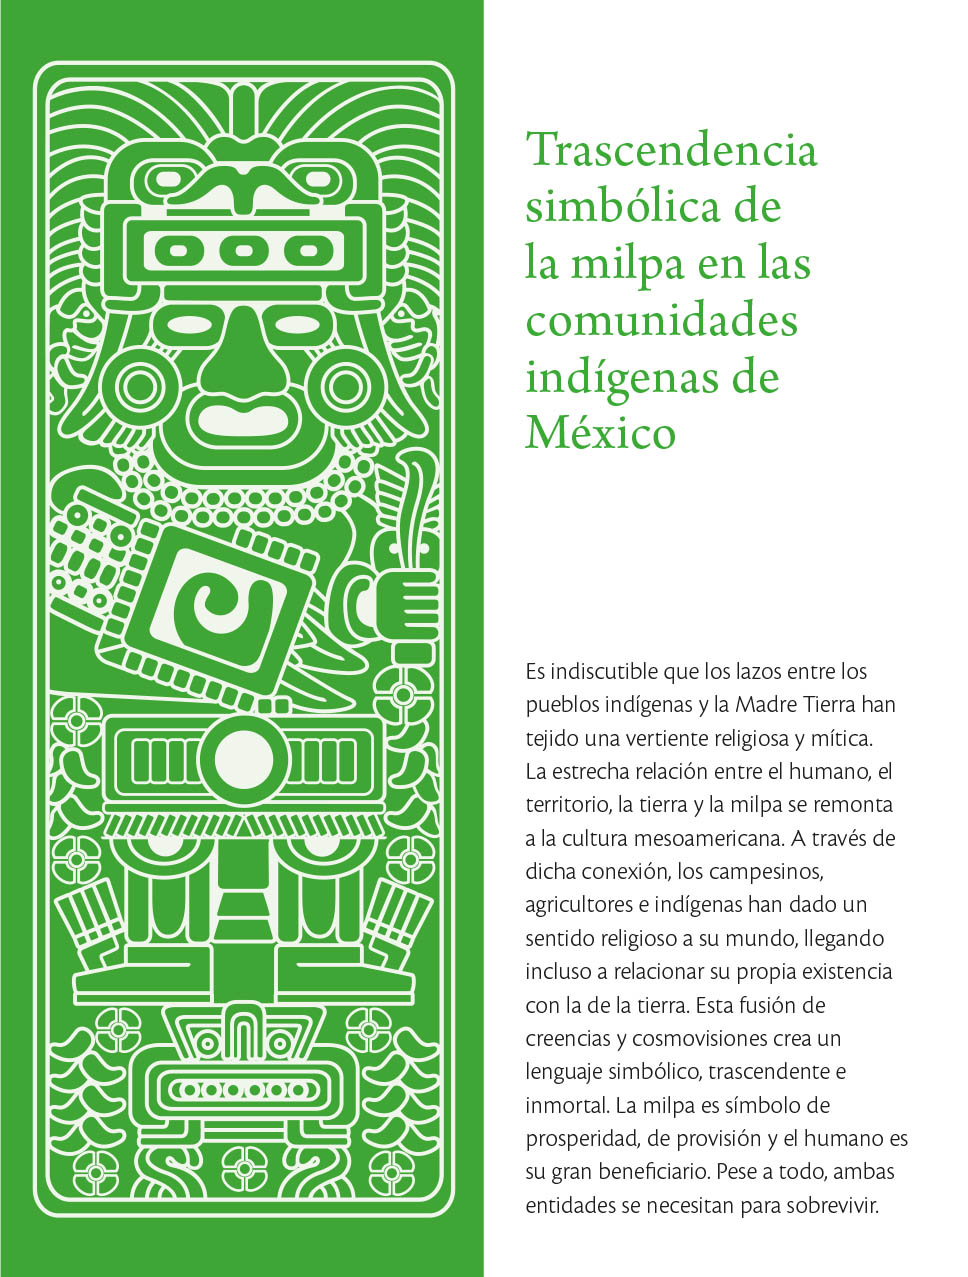 Trascendencia
simbólica de
la milpa en las
comunidades
indígenas de
México
Es indiscutible que los lazos entre los
pueblos indígenas y la Madre Tierra han
tejido una vertiente religiosa y mítica.
La estrecha relación entre el humano, el
territorio, la tierra y la milpa se remonta
a la cultura mesoamericana. A través de
dicha conexión, los campesinos,
agricultores e indígenas han dado un
sentido religioso a su mundo, llegando
incluso a relacionar su propia existencia
con la de la tierra. Esta fusión de
creencias y cosmovisiones crea un
lenguaje simbólico, trascendente e
inmortal. La milpa es símbolo de
prosperidad, de provisión y el humano es
su gran beneficiario. Pese a todo, ambas
entidades se necesitan para sobrevivir.